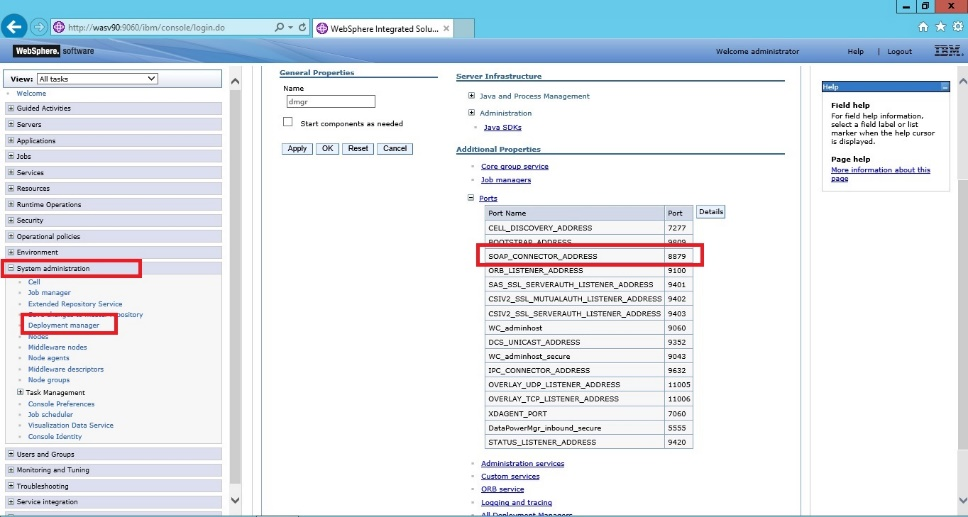 http://wasv90:9060/ibm/console/login.do
WebSphere Integrated Solu...
WebSphere. software
Welcome administrator
Help | Logout
IBM.
View: All tasks
Welcome
Guided Activities
Servers
Applications
Jobs
Services
Resources
Runtime Operations
Security
Operational policies
Environment
System administration
Cell
Job manager
Extended Repository Service
Save changes to master repository
Deployment manager
Nodes
Middleware nodes
Node agents
Middleware descriptors
Node groups
Task Management
Console Preferences
Job scheduler
Visualization Data Service
Console Identity
Users and Groups
Monitoring and Tuning
Troubleshooting
Service integration
General Properties
Name
dmgr
Start components as needed
Apply OK Reset Cancel
Server Infrastructure
Java and Process Management
Administration
Java SDKs
Additional Properties
Core group service
Job managers
Ports
Port Name Port Details
CELL_DISCOVERY_ADDRESS 7277
BOOTSTRAP_ADDRESS 9809
SOAP_CONNECTOR_ADDRESS 8879
ORB_LISTENER_ADDRESS 9100
SAS_SSL_SERVERAUTH_LISTENER_ADDRESS 9401
CSIV2_SSL_MUTUALAUTH_LISTENER_ADDRESS 9402
CSIV2_SSL_SERVERAUTH_LISTENER_ADDRESS 9403
WC_adminhost 9060
DCS_UNICAST_ADDRESS 9352
WC_adminhost_secure 9043
IPC_CONNECTOR_ADDRESS 9632
OVERLAY_UDP_LISTENER_ADDRESS 11005
OVERLAY_TCP_LISTENER_ADDRESS 11006
XDAGENT_PORT 7060
DataPowerMgr_inbound_secure 5555
STATUS_LISTENER_ADDRESS 9420
Administration services
Custom services
ORB service
Logging and tracing
All Deployment Managers
Help
Field help
For field help information,
select a field label or list
marker when the help cursor
is displayed.
Page help
More information about this
page